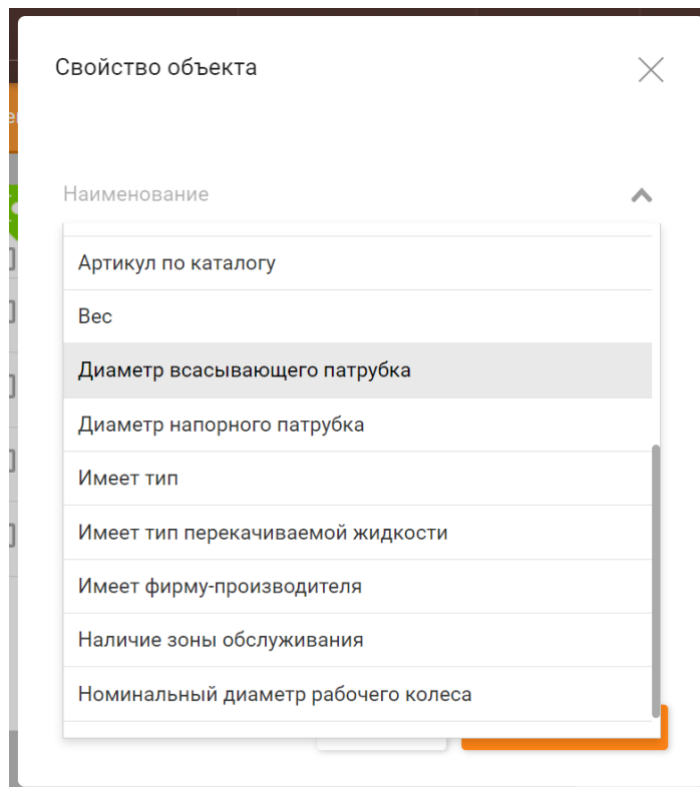 Свойство объекта
Наименование
Артикул по каталогу
Вес
Диаметр всасывающего патрубка
Диаметр напорного патрубка
Имеет тип
Имеет тип перекачиваемой жидкости
Имеет фирму-производителя
Наличие зоны обслуживания
Номинальный диаметр рабочего колеса